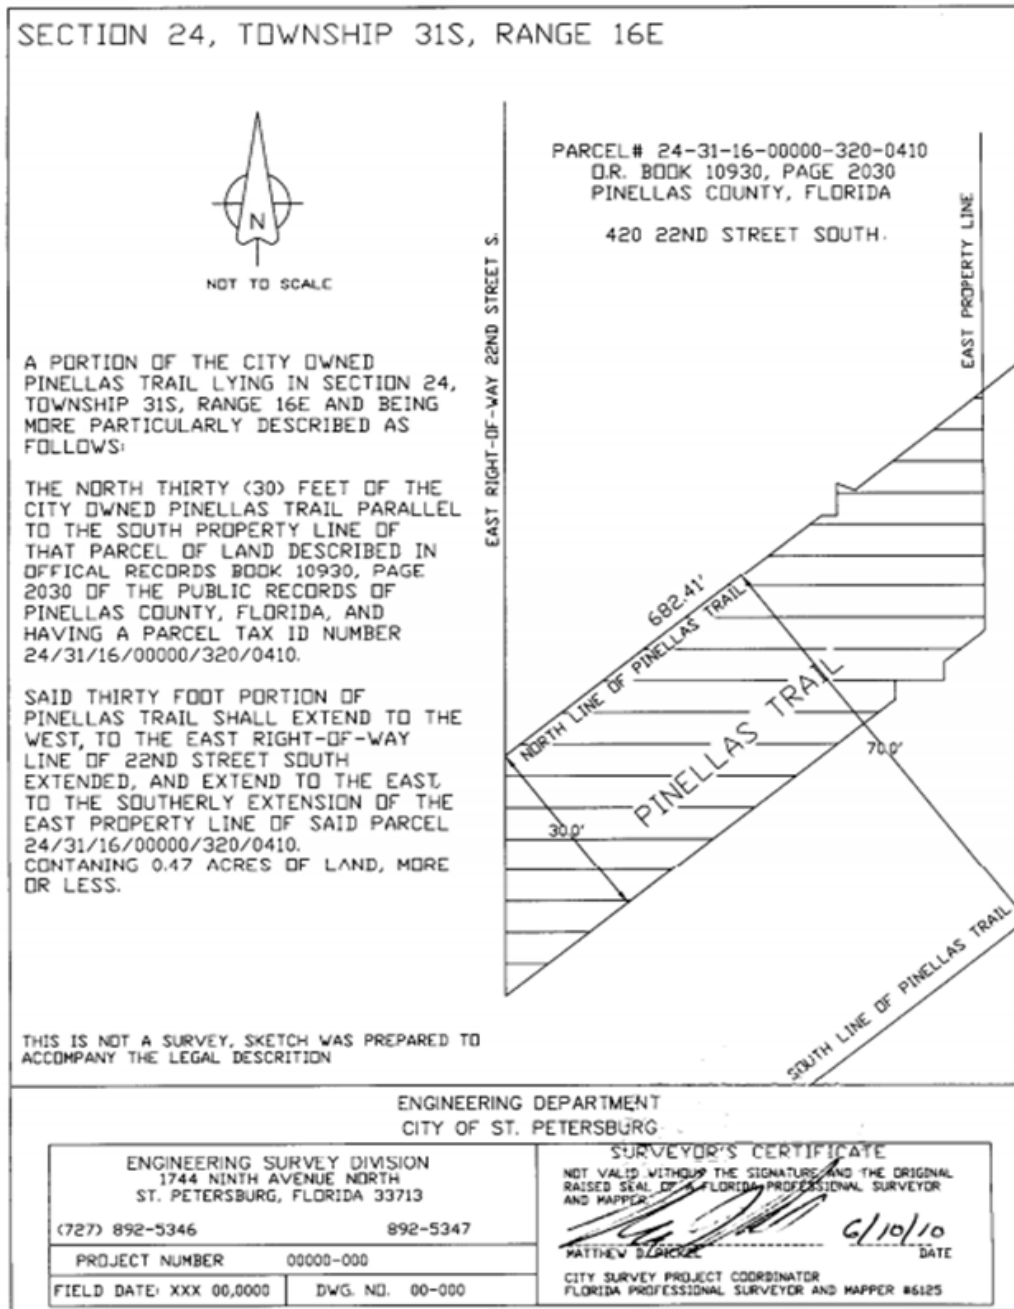 SECTION 24, TOWNSHIP 31S, RANGE 16E
N
NOT TO SCALE
PARCEL# 24-31-16-00000-320-0410
O.R. BOOK 10930, PAGE 2030
PINELLAS COUNTY, FLORIDA
420 22ND STREET SOUTH.
EAST RIGHT-OF-WAY 22ND STREET S.
EAST PROPERTY LINE
A PORTION OF THE CITY OWNED
PINELLAS TRAIL LYING IN SECTION 24,
TOWNSHIP 31S, RANGE 16E AND BEING
MORE PARTICULARLY DESCRIBED AS
FOLLOWS:
THE NORTH THIRTY (30) FEET OF THE
CITY OWNED PINELLAS TRAIL PARALLEL
TO THE SOUTH PROPERTY LINE OF
THAT PARCEL OF LAND DESCRIBED IN
OFFICAL RECORDS BOOK 10930, PAGE
2030 OF THE PUBLIC RECORDS OF
PINELLAS COUNTY, FLORIDA, AND
HAVING A PARCEL TAX ID NUMBER
24/31/16/00000/320/0410.
SAID THIRTY FOOT PORTION OF
PINELLAS TRAIL SHALL EXTEND TO THE
WEST, TO THE EAST RIGHT-OF-WAY
LINE OF 22ND STREET SOUTH
EXTENDED, AND EXTEND TO THE EAST,
TO THE SOUTHERLY EXTENSION OF THE
EAST PROPERTY LINE OF SAID PARCEL
24/31/16/00000/320/0410.
CONTANING 0.47 ACRES OF LAND, MORE
OR LESS.
682.41'
NORTH LINE OF PINELLAS TRAIL
PINELLAS TRAIL
70.0'
30.0'
SOUTH LINE OF PINELLAS TRAIL
THIS IS NOT A SURVEY, SKETCH WAS PREPARED TO
ACCOMPANY THE LEGAL DESCRITION
ENGINEERING DEPARTMENT
CITY OF ST. PETERSBURG
ENGINEERING SURVEY DIVISION
1744 NINTH AVENUE NORTH
ST. PETERSBURG, FLORIDA 33713
(727) 892-5346 892-5347
PROJECT NUMBER 00000-000
FIELD DATE: XXX 00,0000 DWG. NO. 00-000
SURVEYOR'S CERTIFICATE
NOT VALID WITHOUT THE SIGNATURE AND THE ORIGINAL
RAISED SEAL OF A FLORIDA PROFESSIONAL SURVEYOR
AND MAPPER
6/10/10
MATTHEW D. DATE
CITY SURVEY PROJECT COORDINATOR
FLORIDA PROFESSIONAL SURVEYOR AND MAPPER #6125